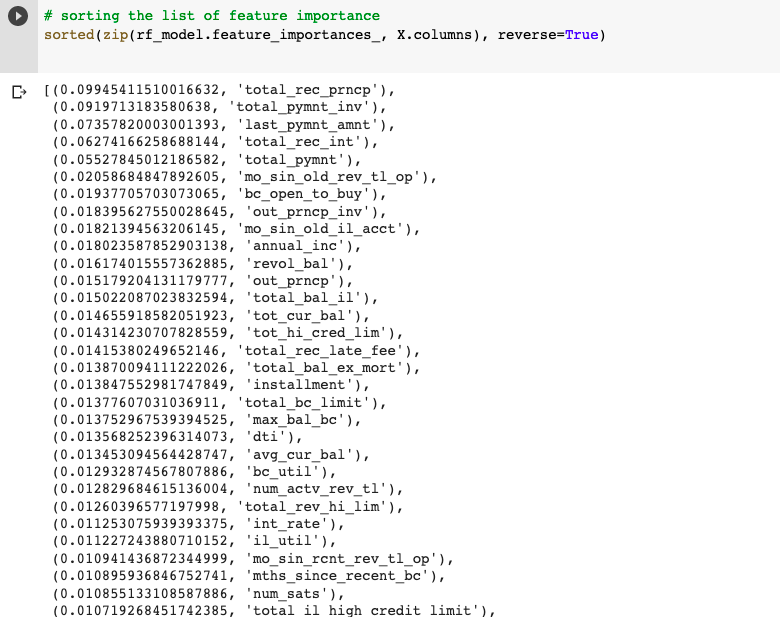 # sorting the list of feature importance
sorted(zip(rf_model.feature_importances_, X.columns), reverse=True)
[(0.09945411510016632, 'total_rec_prncp'),
(0.0919713183580638, 'total_pymnt_inv'),
(0.07357820003001393, 'last_pymnt_amnt'),
(0.06274166258688144, 'total_rec_int'),
(0.05527845012186582, 'total_pymnt'),
(0.02058684847892605, 'mo_sin_old_rev_tl_op'),
(0.01937705703073065, 'bc_open_to_buy'),
(0.018395627550028645, 'out_prncp_inv'),
(0.01821394563206145, 'mo_sin_old_il_acct'),
(0.018023587852903138, 'annual_inc'),
(0.016174015557362885, 'revol_bal'),
(0.015179204131179777, 'out_prncp'),
(0.015022087023832594, 'total_bal_il'),
(0.014655918582051923, 'tot_cur_bal'),
(0.014314230707828559, 'tot_hi_cred_lim'),
(0.01415380249652146, 'total_rec_late_fee'),
(0.013870094111222026, 'total_bal_ex_mort'),
(0.013847552981747849, 'installment'),
(0.01377607031036911, 'total_bc_limit'),
(0.013752967539394525, 'max_bal_bc'),
(0.013568252396314073, 'dti'),
(0.013453094564428747, 'avg_cur_bal'),
(0.012932874567807886, 'bc_util'),
(0.012829684615136004, 'num_actv_rev_tl'),
(0.01260396577197998, 'total_rev_hi_lim'),
(0.011253075939393375, 'int_rate'),
(0.011227243880710152, 'il_util'),
(0.010941436872344999, 'mo_sin_rcnt_rev_tl_op'),
(0.010895936846752741, 'mths_since_recent_bc'),
(0.010855133108587886, 'num_sats'),
(0.010719268451742385, 'total_il_high_credit_limit'),